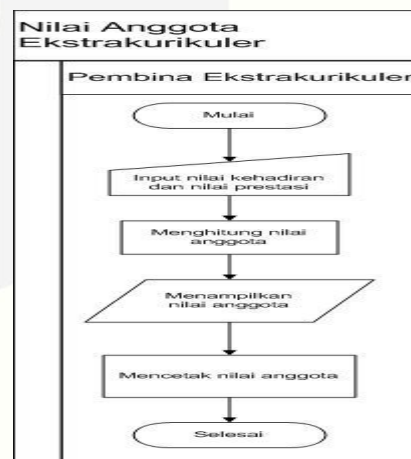 Nilai Anggota
Ekstrakurikuler
Pembina Ekstrakurikuler
Mulai
Input nilai kehadiran
dan nilai prestasi
Menghitung nilai
anggota
Menampilkan
nilai anggota
Mencetak nilai anggota
Selesai